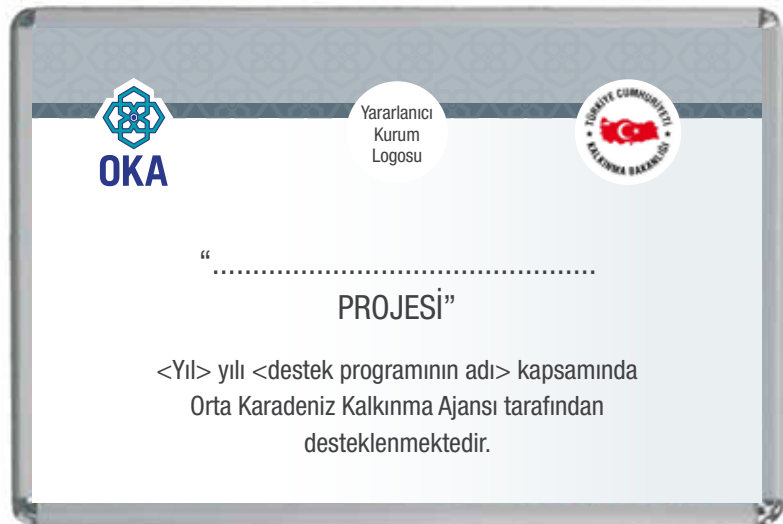 OKA
Yararlanıcı
Kurum
Logosu
TÜRKİYE CUMHURİYETİ
KALKINMA BAKANLIĞI
“...............................................
PROJESİ”
<Yıl> yılı <destek programının adı> kapsamında
Orta Karadeniz Kalkınma Ajansı tarafından
desteklenmektedir.